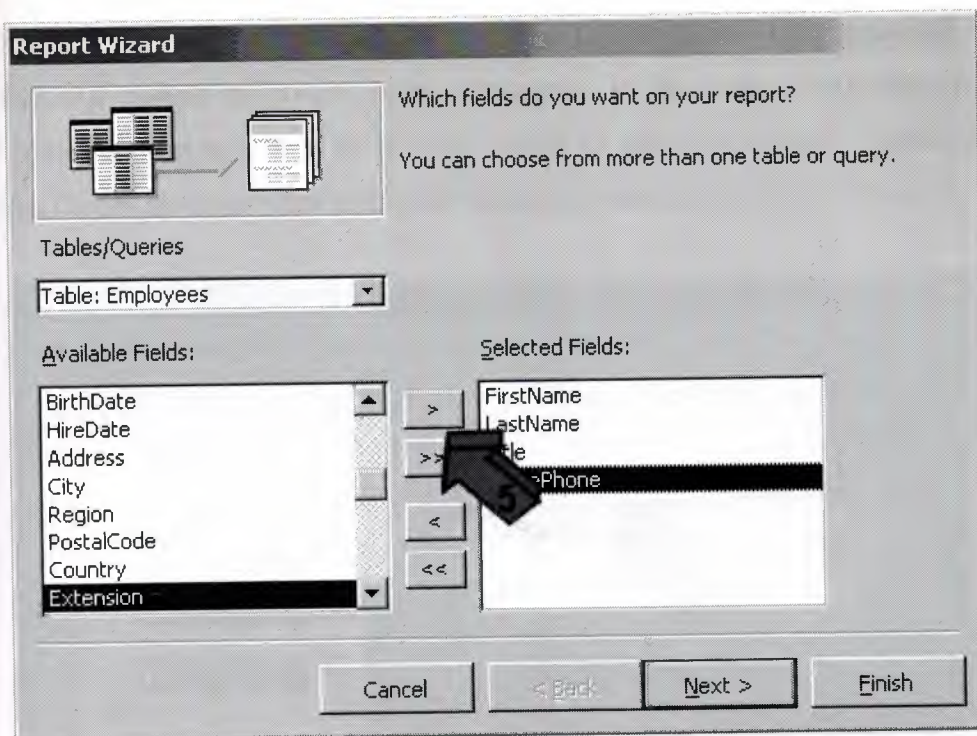 Report Wizard
Which fields do you want on your report?
You can choose from more than one table or query.
Tables/Queries
Table: Employees
Available Fields:
Selected Fields:
BirthDate
HireDate
Address
City
Region
PostalCode
Country
Extension
>
>>
<
<<
FirstName
LastName
Phone
5
Cancel
< Back
Next >
Finish